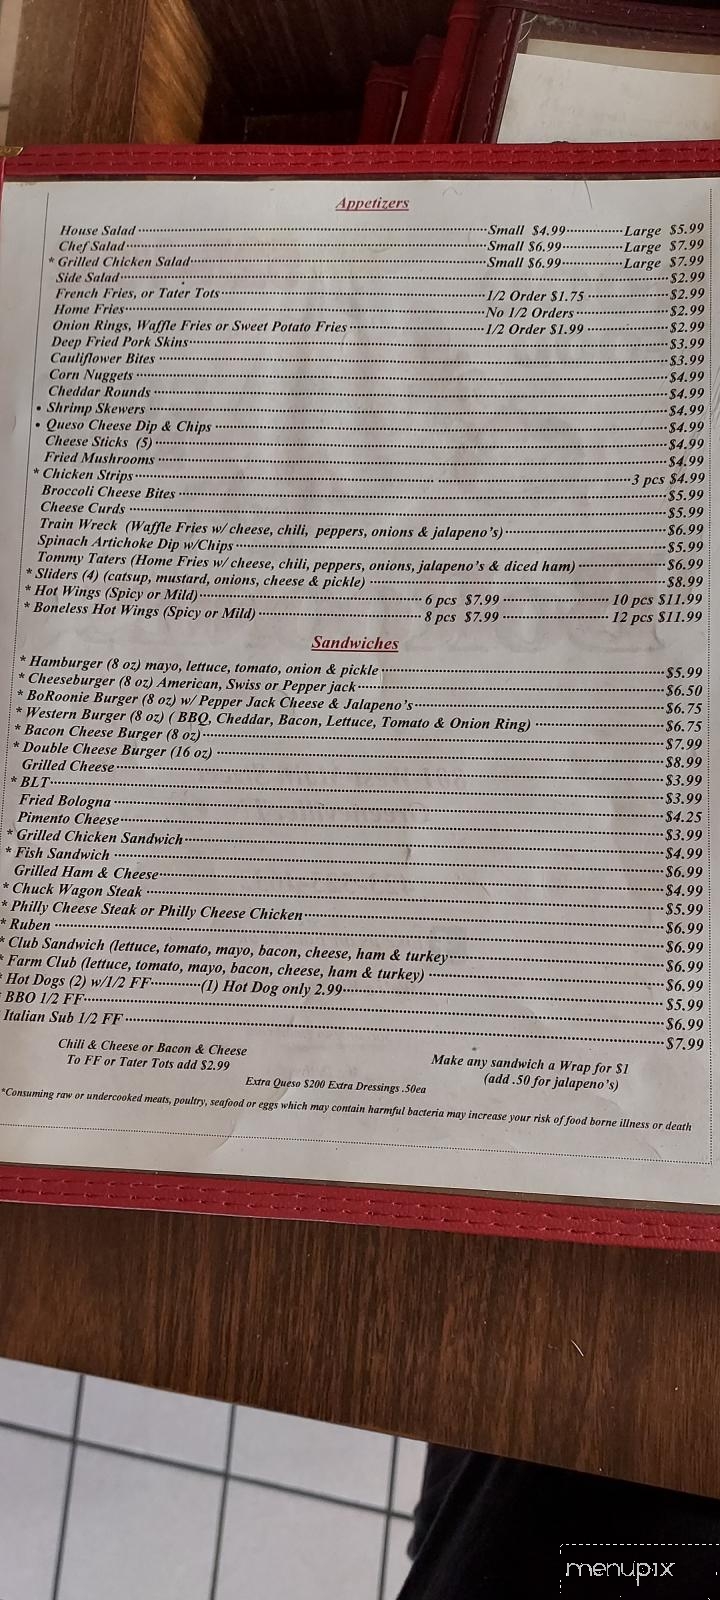 Appetizers
House Salad Small $4.99 Large $5.99
Chef Salad Small $6.99 Large $7.99
* Grilled Chicken Salad Small $6.99 Large $7.99
Side Salad $2.99
French Fries, or Tater Tots 1/2 Order $1.75 $2.99
Home Fries No 1/2 Orders $2.99
Onion Rings, Waffle Fries or Sweet Potato Fries 1/2 Order $1.99 $2.99
Deep Fried Pork Skins $3.99
Cauliflower Bites $3.99
Corn Nuggets $4.99
Cheddar Rounds $4.99
• Shrimp Skewers $4.99
• Queso Cheese Dip & Chips $4.99
Cheese Sticks (5) $4.99
Fried Mushrooms $4.99
* Chicken Strips 3 pcs $4.99
Broccoli Cheese Bites $5.99
Cheese Curds $5.99
Train Wreck (Waffle Fries w/ cheese, chili, peppers, onions & jalapeno's) $6.99
Spinach Artichoke Dip w/Chips $5.99
Tommy Taters (Home Fries w/ cheese, chili, peppers, onions, jalapeno's & diced ham) $6.99
* Sliders (4) (catsup, mustard, onions, cheese & pickle) $8.99
* Hot Wings (Spicy or Mild) 6 pcs $7.99 10 pcs $11.99
* Boneless Hot Wings (Spicy or Mild) 8 pcs $7.99 12 pcs $11.99
Sandwiches
* Hamburger (8 oz) mayo, lettuce, tomato, onion & pickle $5.99
* Cheeseburger (8 oz) American, Swiss or Pepper jack $6.50
* BoRoonie Burger (8 oz) w/ Pepper Jack Cheese & Jalapeno's $6.75
* Western Burger (8 oz) ( BBQ, Cheddar, Bacon, Lettuce, Tomato & Onion Ring) $6.75
* Bacon Cheese Burger (8 oz) $7.99
* Double Cheese Burger (16 oz) $8.99
Grilled Cheese $3.99
* BLT $3.99
Fried Bologna $4.25
Pimento Cheese $3.99
* Grilled Chicken Sandwich $4.99
* Fish Sandwich $6.99
Grilled Ham & Cheese $4.99
* Chuck Wagon Steak $5.99
* Philly Cheese Steak or Philly Cheese Chicken $6.99
* Ruben $6.99
* Club Sandwich (lettuce, tomato, mayo, bacon, cheese, ham & turkey $6.99
* Farm Club (lettuce, tomato, mayo, bacon, cheese, ham & turkey) $6.99
* Hot Dogs (2) w/1/2 FF (1) Hot Dog only 2.99 $5.99
* BBO 1/2 FF $6.99
Italian Sub 1/2 FF $7.99
Chili & Cheese or Bacon & Cheese
To FF or Tater Tots add $2.99
Make any sandwich a Wrap for $1
(add .50 for jalapeno's)
Extra Queso $200 Extra Dressings .50ea
*Consuming raw or undercooked meats, poultry, seafood or eggs which may contain harmful bacteria may increase your risk of food borne illness or death
menupix